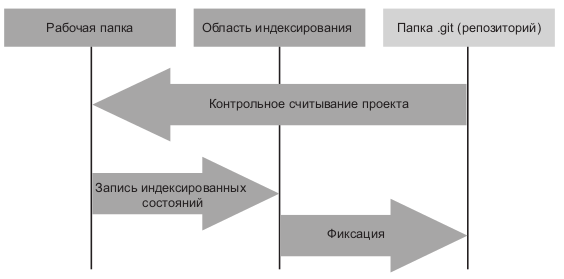 Рабочая папка
Область индексирования
Папка .git (репозиторий)
Контрольное считывание проекта
Запись индексированных
состояний
Фиксация